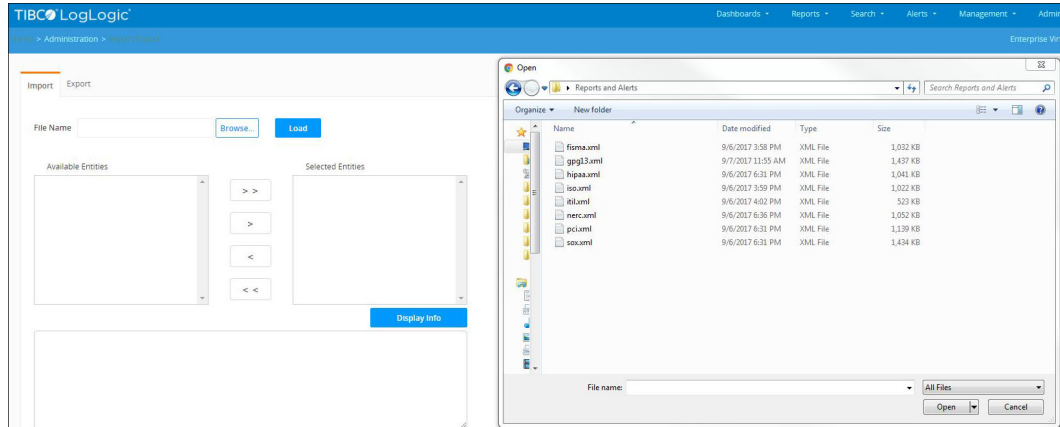 TIBCO LogLogic
Dashboards Reports Search Alerts Management Admin
> Administration >
Enterprise Vir
Import Export
File Name Browse... Load
Available Entities Selected Entities
> >
>
<
< <
Display Info
Open
Reports and Alerts Search Reports and Alerts
Organize New folder
Name Date modified Type Size
fisma.xml 9/6/2017 3:58 PM XML File 1,032 KB
gpg13.xml 9/7/2017 11:55 AM XML File 1,437 KB
hipaa.xml 9/6/2017 6:31 PM XML File 1,041 KB
iso.xml 9/6/2017 3:59 PM XML File 1,022 KB
itil.xml 9/6/2017 4:02 PM XML File 523 KB
nerc.xml 9/6/2017 6:36 PM XML File 1,052 KB
pci.xml 9/6/2017 6:31 PM XML File 1,139 KB
sox.xml 9/6/2017 6:31 PM XML File 1,434 KB
File name: All Files
Open Cancel